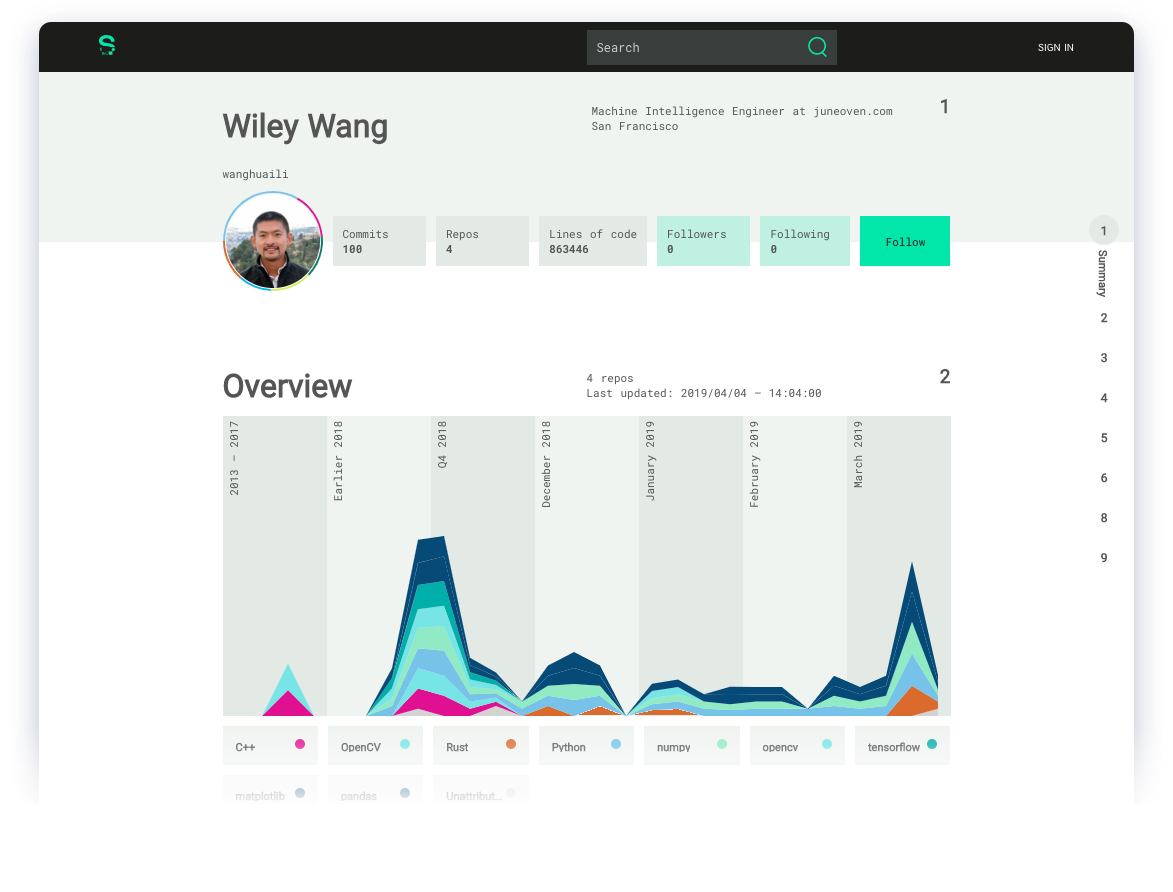 S
Search
SIGN IN
Wiley Wang
Machine Intelligence Engineer at juneoven.com
San Francisco
1
wanghuaili
Commits
100
Repos
4
Lines of code
863446
Followers
0
Following
0
Follow
1
Summary
2
3
4
5
6
8
9
Overview
4 repos
Last updated: 2019/04/04 – 14:04:00
2
2013 – 2017
Earlier 2018
Q4 2018
December 2018
January 2019
February 2019
March 2019
C++
OpenCV
Rust
Python
numpy
opencv
tensorflow
matplotlib
pandas
Unattribut...